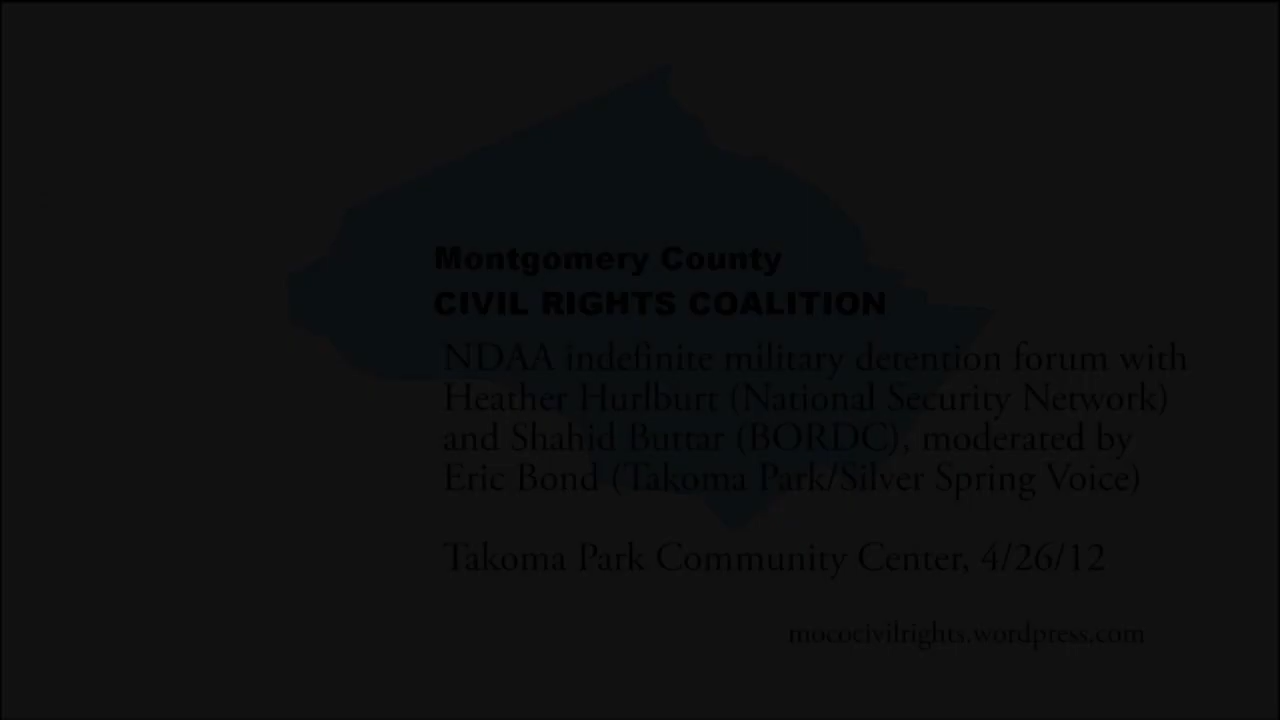 Montgomery County
CIVIL RIGHTS COALITION
NDAA indefinite military detention forum with
Heather Hurlburt (National Security Network)
and Shahid Buttar (BORDC), moderated by
Eric Bond (Takoma Park/Silver Spring Voice)
Takoma Park Community Center, 4/26/12
mococivilrights.wordpress.com